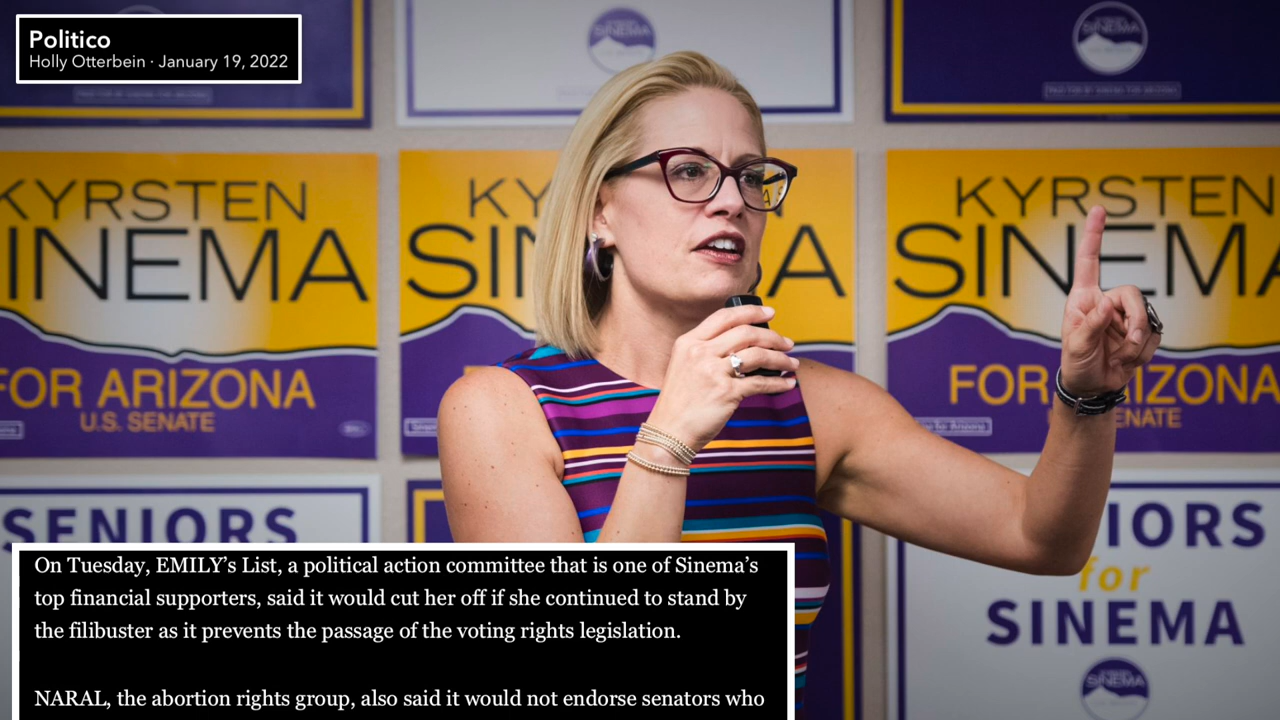 Politico
Holly Otterbein · January 19, 2022
SINEMA
SINEMA
KYRSTEN
SINEMA
FOR ARIZONA
U.S. SENATE
KY
SIN
A
KYRSTEN
SINEMA
FOR ARIZONA
SENATE
SENIORS
IORS
for
SINEMA
SINEMA
On Tuesday, EMILY’s List, a political action committee that is one of Sinema’s
top financial supporters, said it would cut her off if she continued to stand by
the filibuster as it prevents the passage of the voting rights legislation.
NARAL, the abortion rights group, also said it would not endorse senators who